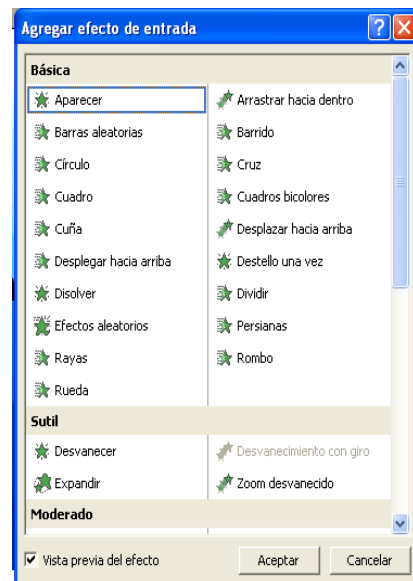 Agregar efecto de entrada
Básica
Aparecer
Arrastrar hacia dentro
Barras aleatorias
Barrido
Círculo
Cruz
Cuadro
Cuadros bicolores
Cuña
Desplazar hacia arriba
Desplegar hacia arriba
Destello una vez
Disolver
Dividir
Efectos aleatorios
Persianas
Rayas
Rombo
Rueda
Sutil
Desvanecer
Desvanecimiento con giro
Expandir
Zoom desvanecido
Moderado
Vista previa del efecto
Aceptar
Cancelar